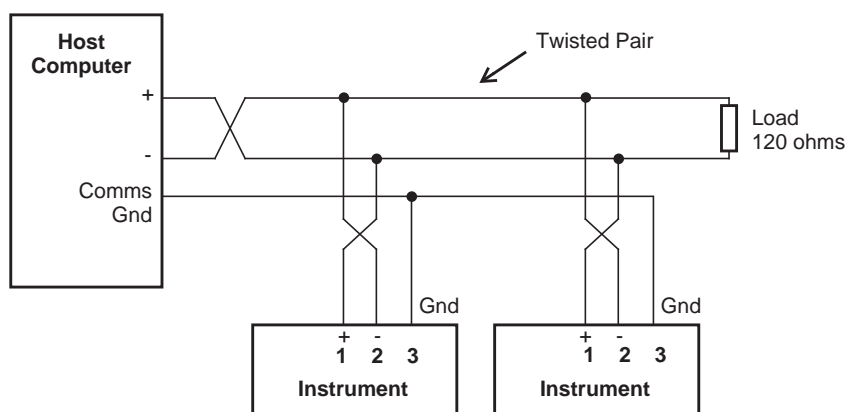 Host
Computer
Twisted Pair
+
-
Load
120 ohms
Comms
Gnd
Gnd
Gnd
+ -
1 2 3
Instrument
+ -
1 2 3
Instrument